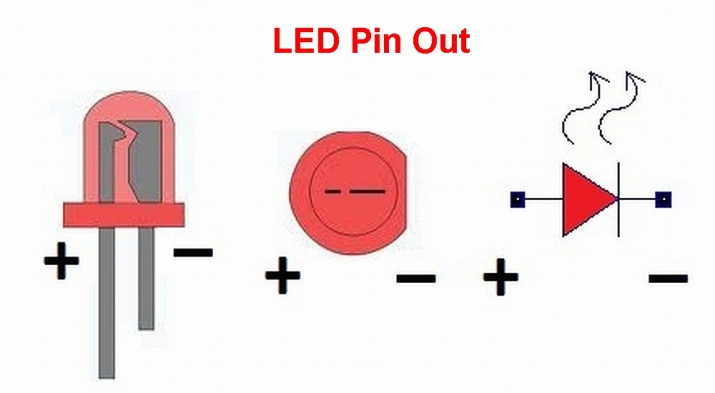 LED Pin Out
+ −
+ −
+ −